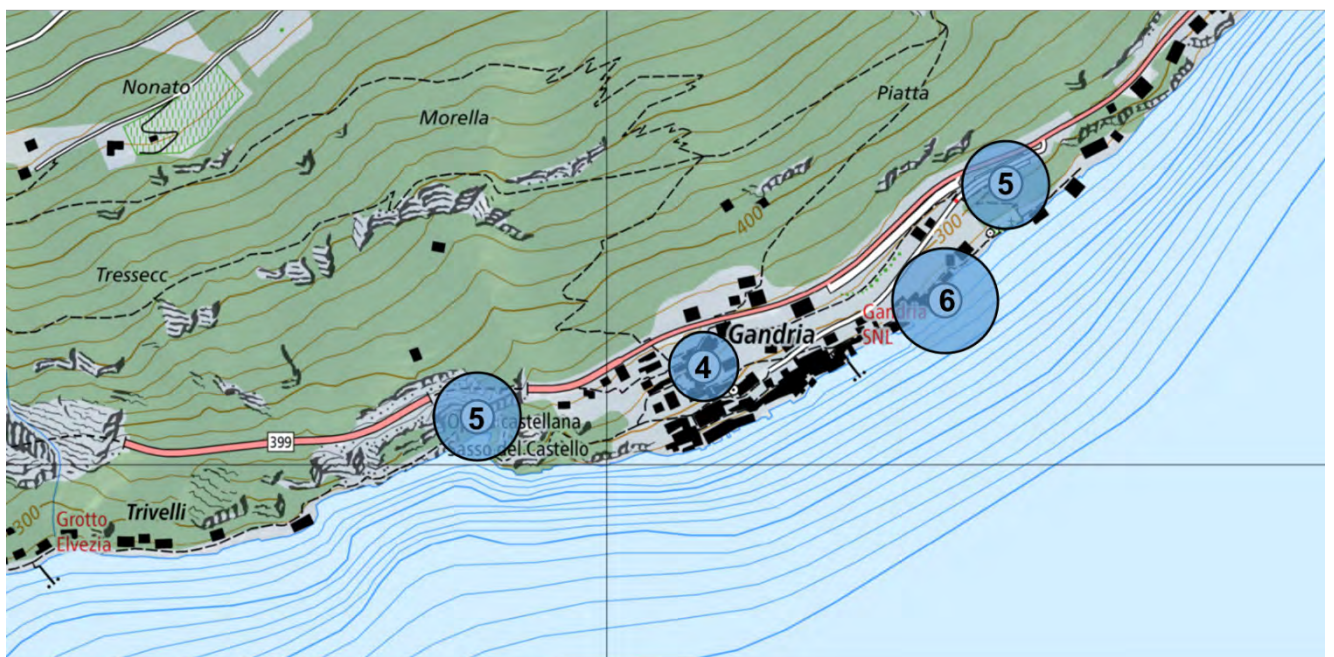 Nonato
Morella
Piatta
5
400
300
Tressecc
6
Gandria
SNL
Gandria
4
5
castellana
Sasso del Castello
399
Trivelli
300
Grotto
Elvezia